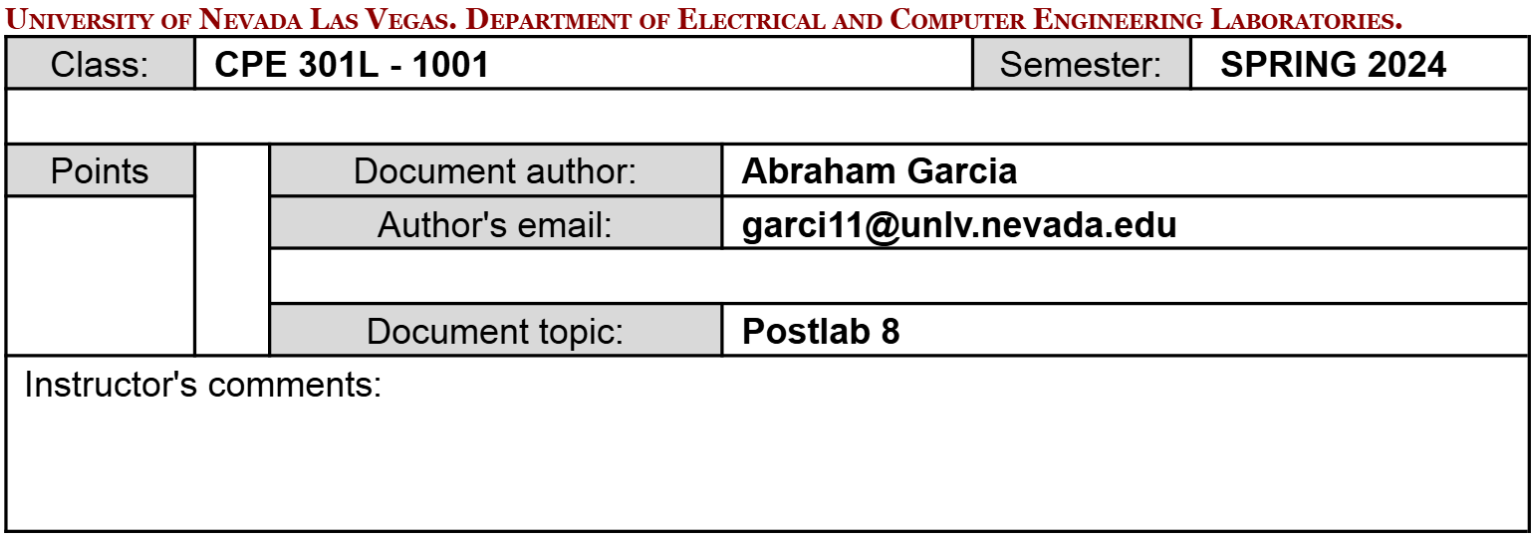 UNIVERSITY OF NEVADA LAS VEGAS. DEPARTMENT OF ELECTRICAL AND COMPUTER ENGINEERING LABORATORIES.
Class: CPE 301L - 1001 Semester: SPRING 2024
Points Document author: Abraham Garcia
Author's email: garci11@unlv.nevada.edu
Document topic: Postlab 8
Instructor's comments: